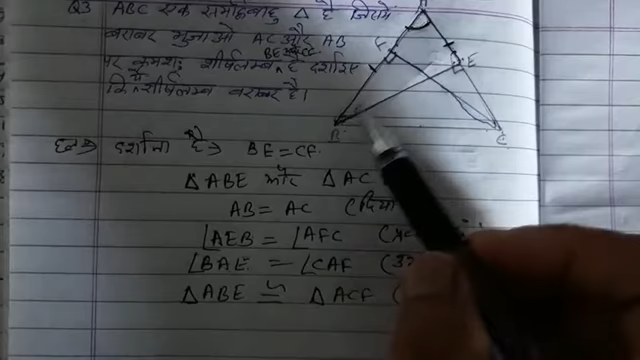 Q3 ABC एक समद्विबाहु Δ है जिसमें
बराबर भुजाओं AC और AB
पर क्रमशः BE और CF शीर्षलम्ब है दर्शाइए
कि ये शीर्षलम्ब बराबर है।
A
F
E
B
C
हल⇒ दर्शाना है⇒ BE = CF
ΔABE और ΔAC
AB = AC (दिया
∠AEB = ∠AFC
∠BAE = ∠CAF
ΔABE ≅ ΔACF (